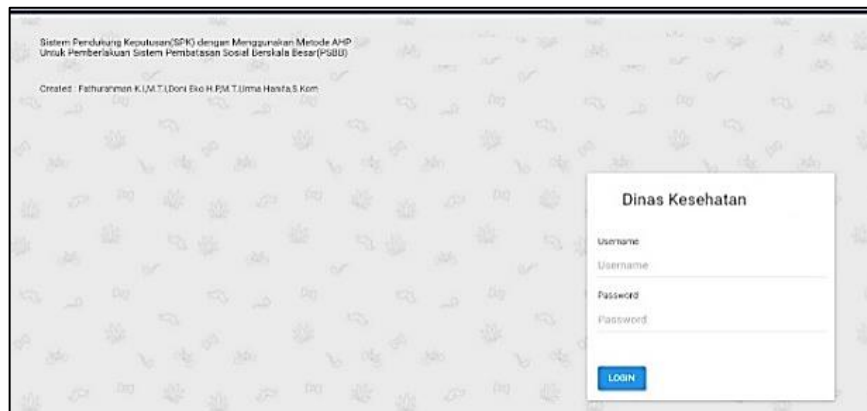 Sistem Pendukung Keputusan(SPK) dengan Menggunakan Metode AHP
Untuk Pemberlakuan Sistem Pembatasan Sosial Berskala Besar(PSBB)
Created : Fathurahman K.I,M.T.I,Doni Eko H.P,M.T.I,Irma Hanifa,S.Kom
Dinas Kesehatan
Username
Username
Password
Password
LOGIN